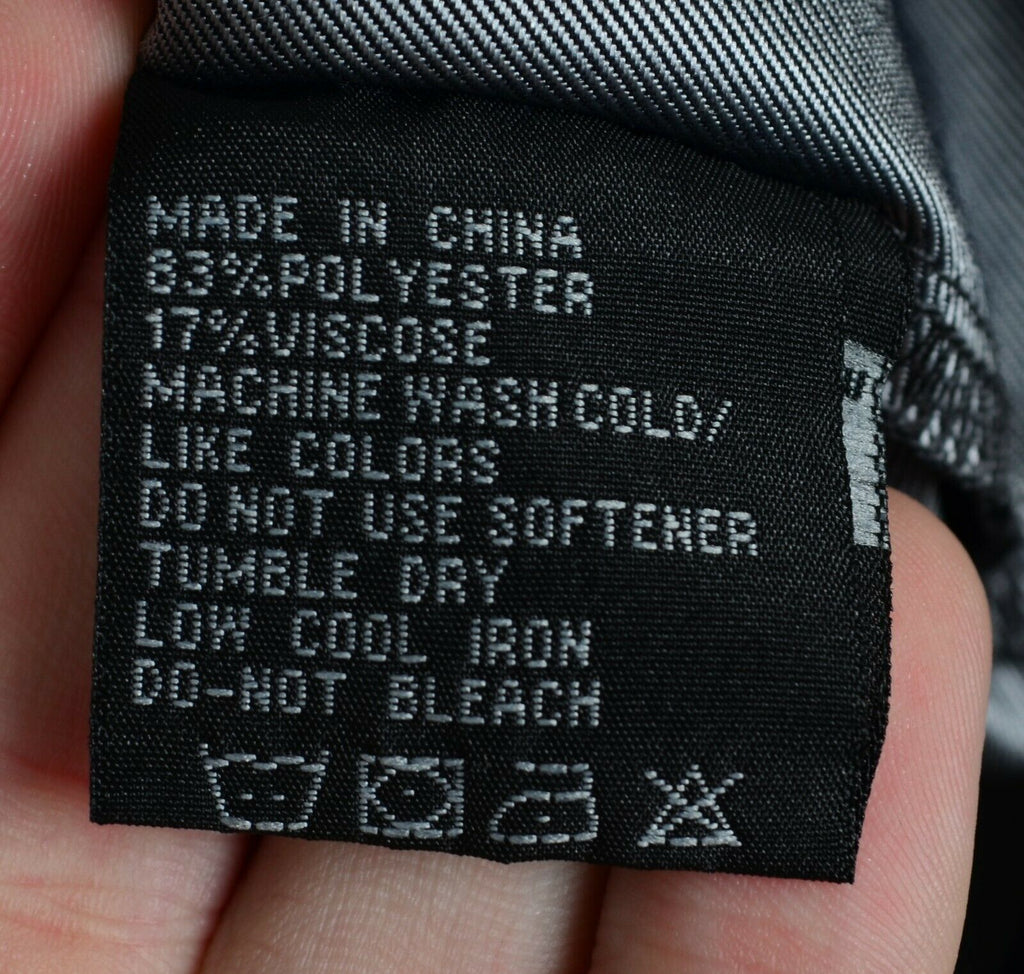 MADE IN CHINA
83%POLYESTER
17%VISCOSE
MACHINE WASH COLD/
LIKE COLORS
DO NOT USE SOFTENER
TUMBLE DRY
LOW COOL IRON
DO-NOT BLEACH